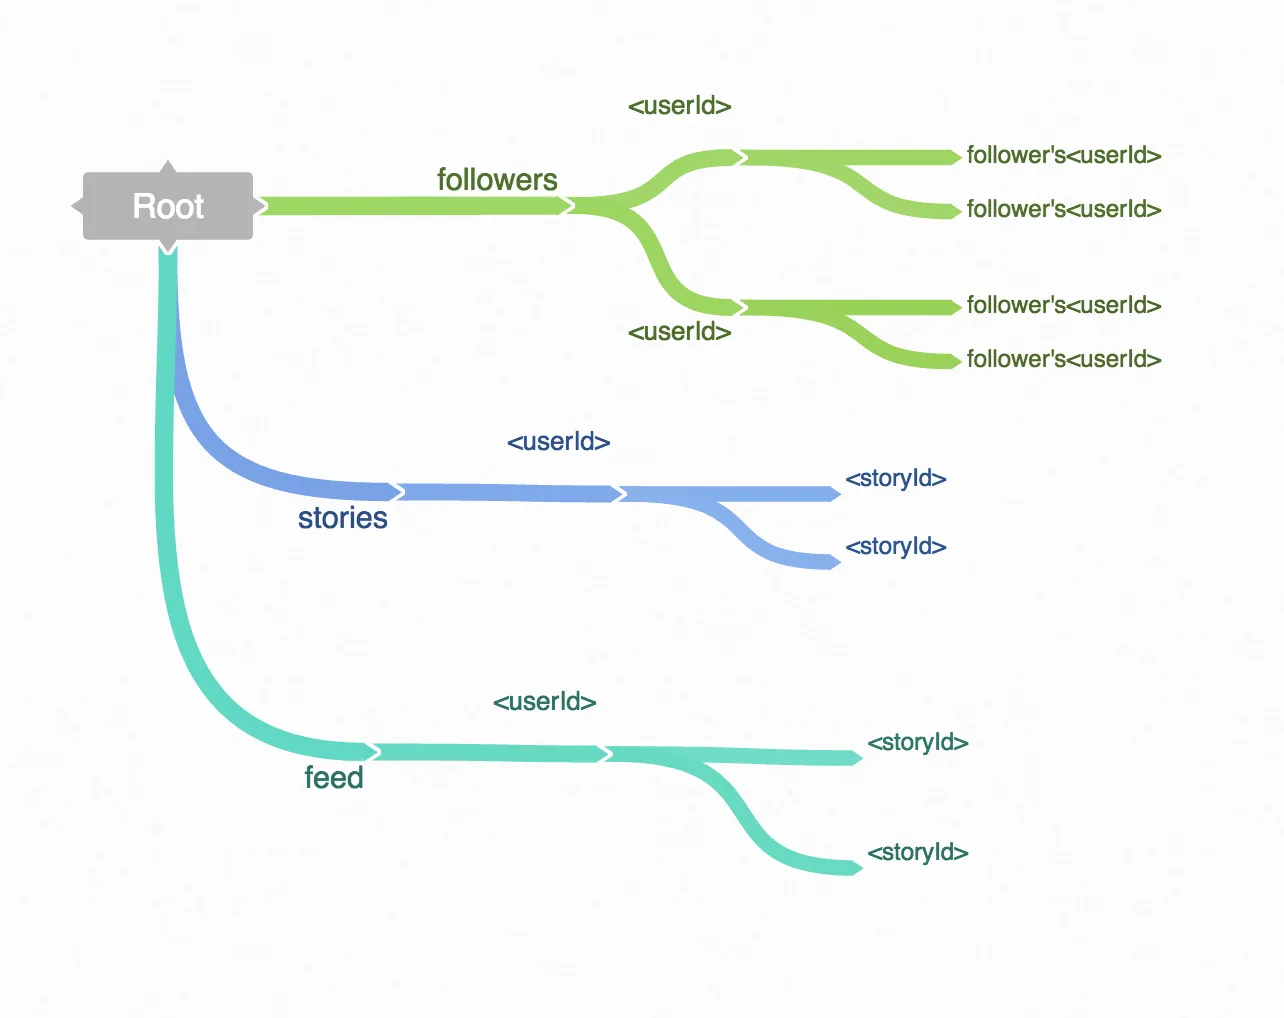 <userId>
follower's<userId>
followers
Root
follower's<userId>
follower's<userId>
<userId>
follower's<userId>
<userId>
<storyId>
stories
<storyId>
<userId>
<storyId>
feed
<storyId>